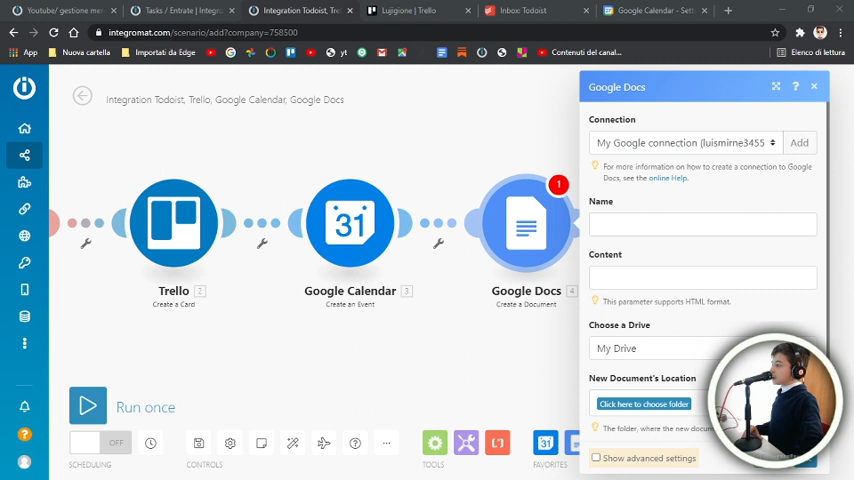 Youtube/ gestione mer
Tasks / Entrate | Integro
Integration Todoist, Tre
Lujigione | Trello
Inbox: Todoist
Google Calendar - Sett
integromat.com/scenario/add?company=758500
App
Nuova cartella
Importati da Edge
yt
Contenuti del canal...
Elenco di lettura
Integration Todoist, Trello, Google Calendar, Google Docs
Google Docs
Connection
My Google connection (luismirne3455
Add
For more information on how to create a connection to Google
Docs, see the online Help.
Name
Content
This parameter supports HTML format.
Choose a Drive
My Drive
New Document's Location
Click here to choose folder
The folder, where the new docum
Show advanced settings
31
1
Trello 2
Create a Card
Google Calendar 3
Create an Event
Google Docs 4
Create a Document
Run once
OFF
SCHEDULING
CONTROLS
TOOLS
31
FAVORITES